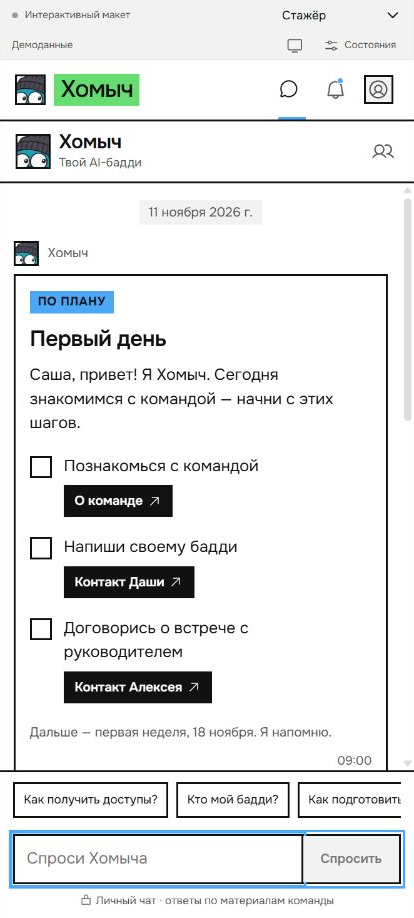 Интерактивный макет
Стажёр
Демоданные
Состояния
Хомыч
Хомыч
Твой AI-бадди
11 ноября 2026 г.
Хомыч
ПО ПЛАНУ
Первый день
Саша, привет! Я Хомыч. Сегодня
знакомимся с командой — начни с этих
шагов.
Познакомься с командой
О команде ↗
Напиши своему бадди
Контакт Даши ↗
Договорись о встрече с
руководителем
Контакт Алексея ↗
Дальше — первая неделя, 18 ноября. Я напомню.
09:00
Как получить доступы?
Кто мой бадди?
Как подготовить
Спроси Хомыча
Спросить
Личный чат · ответы по материалам команды